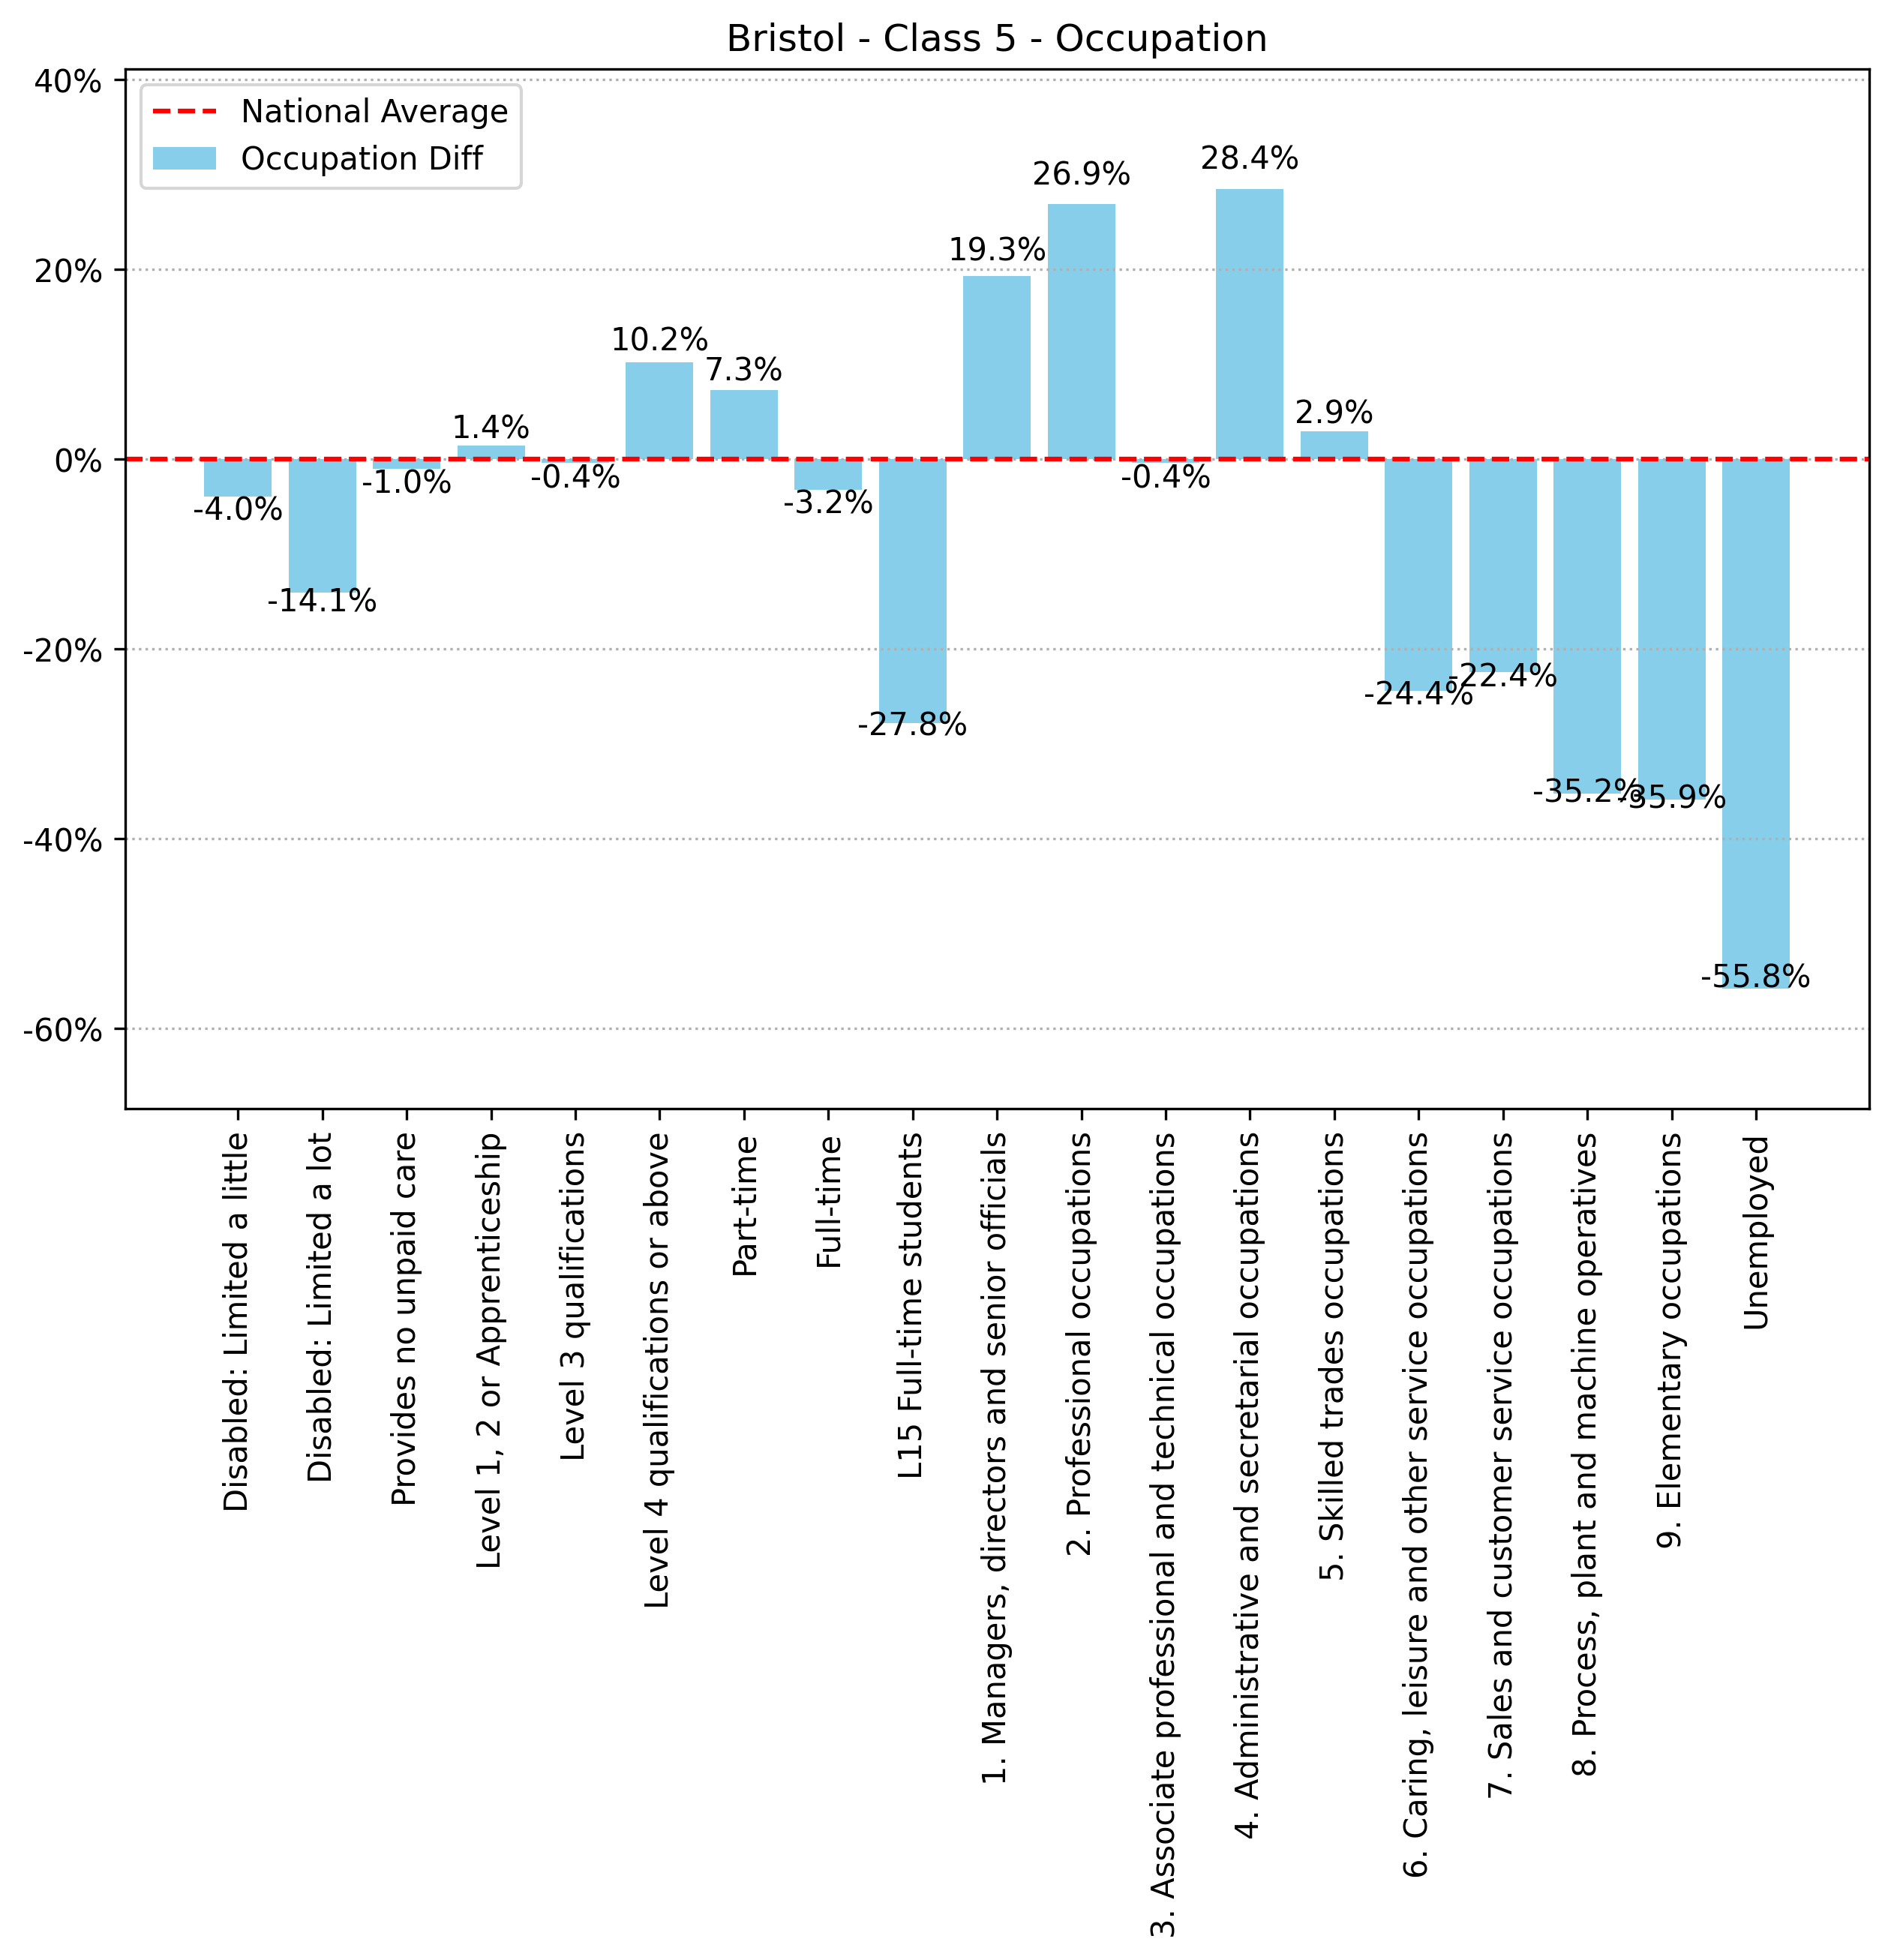 Bristol - Class 5 - Occupation
40%
20%
0%
-20%
-40%
-60%
National Average
Occupation Diff
-4.0%
-14.1%
-1.0%
1.4%
-0.4%
10.2%
7.3%
-3.2%
-27.8%
19.3%
26.9%
-0.4%
28.4%
2.9%
-24.4%
-22.4%
-35.2%
-35.9%
-55.8%
Disabled: Limited a little
Disabled: Limited a lot
Provides no unpaid care
Level 1, 2 or Apprenticeship
Level 3 qualifications
Level 4 qualifications or above
Part-time
Full-time
L15 Full-time students
1. Managers, directors and senior officials
2. Professional occupations
3. Associate professional and technical occupations
4. Administrative and secretarial occupations
5. Skilled trades occupations
6. Caring, leisure and other service occupations
7. Sales and customer service occupations
8. Process, plant and machine operatives
9. Elementary occupations
Unemployed